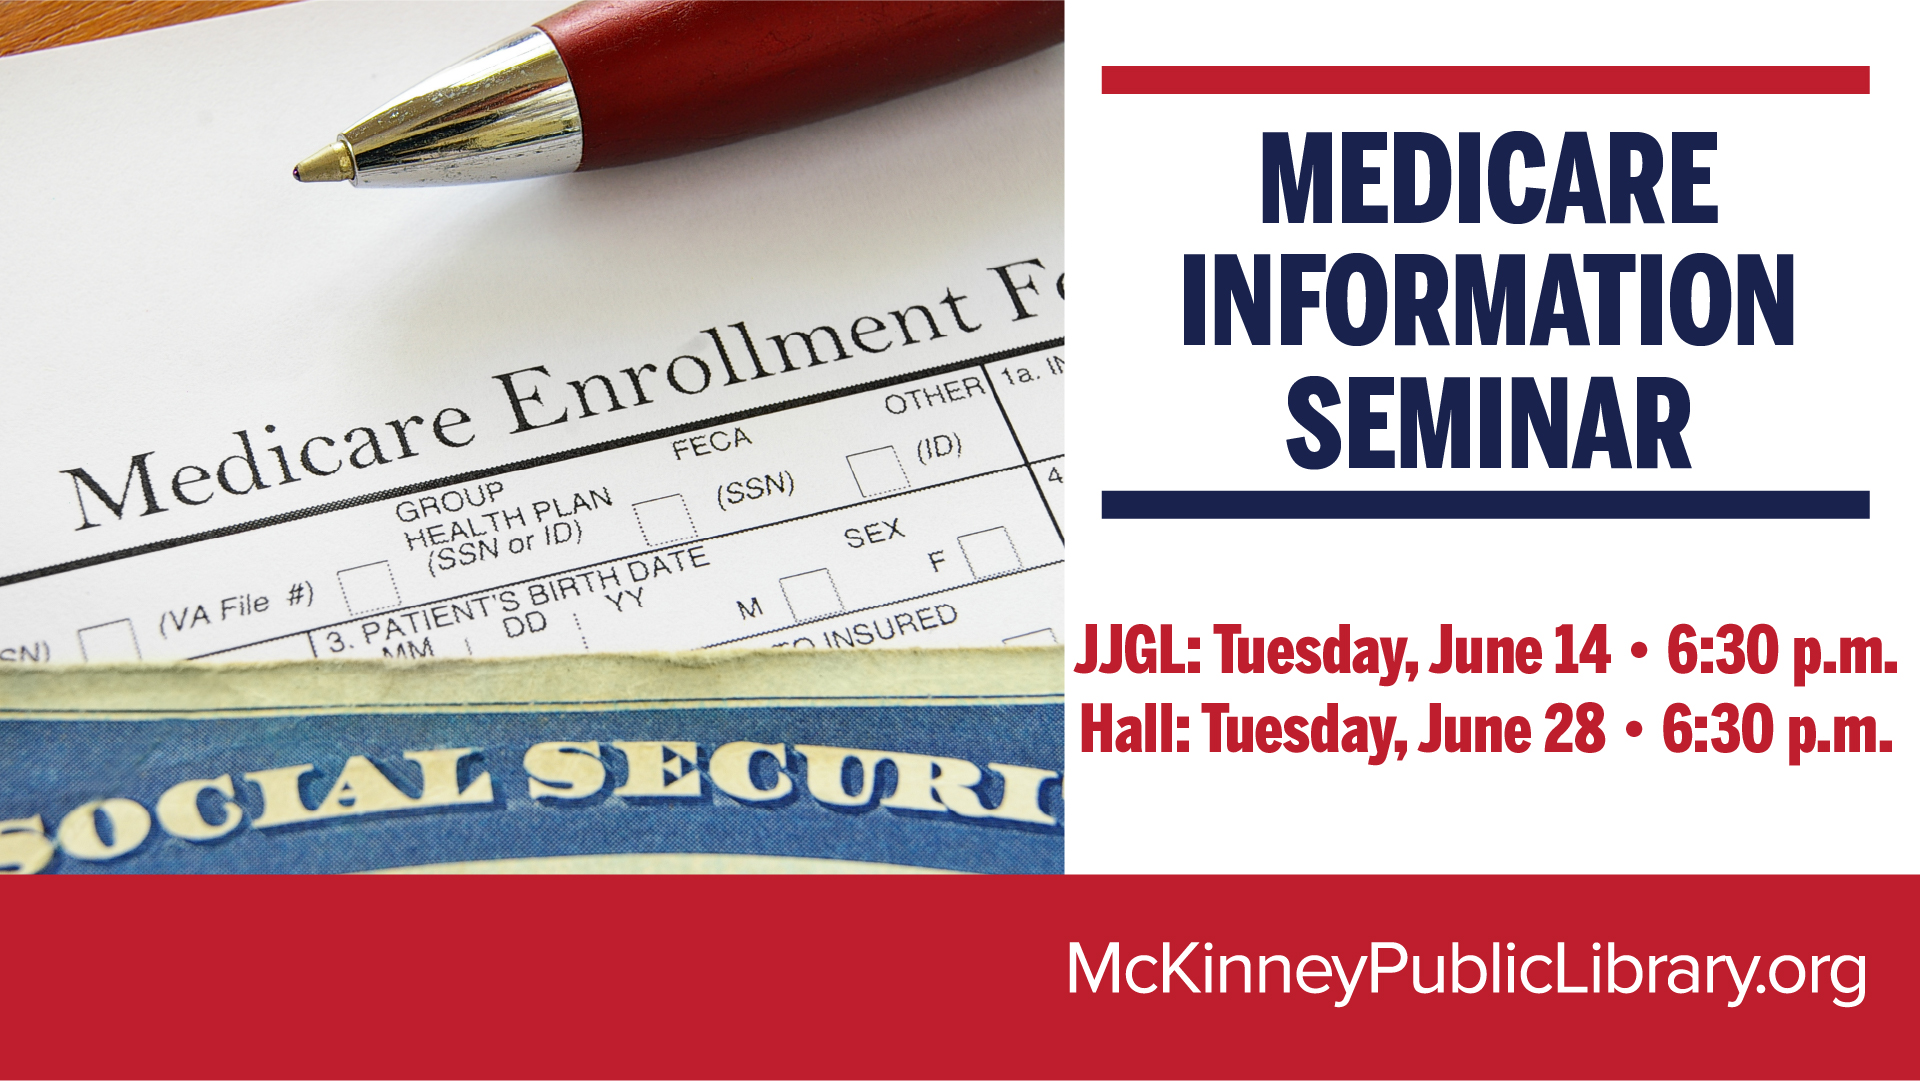 MEDICARE
INFORMATION
SEMINAR
JJGL: Tuesday, June 14 • 6:30 p.m.
Hall: Tuesday, June 28 • 6:30 p.m.
McKinneyPublicLibrary.org
Medicare Enrollment
OTHER
1a.
FECA
(ID)
GROUP
HEALTH PLAN
(SSN or ID)
(SSN)
4
SEX
(VA File #)
3. PATIENT'S BIRTH DATE
MM DD YY
M F
INSURED
SOCIAL